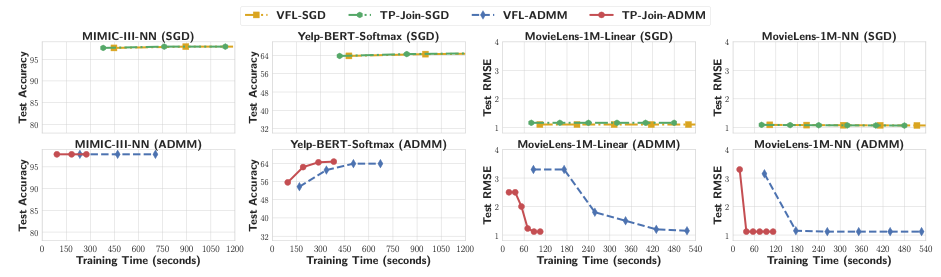 VFL-SGD TP-Join-SGD VFL-ADMM TP-Join-ADMM
MIMIC-III-NN (SGD) Yelp-BERT-Softmax (SGD) MovieLens-1M-Linear (SGD) MovieLens-1M-NN (SGD)
Test Accuracy 95 90 85 80
Test Accuracy 64 56 48 40 32
Test RMSE 4 3 2 1
Test RMSE 4 3 2 1
MIMIC-III-NN (ADMM) Yelp-BERT-Softmax (ADMM) MovieLens-1M-Linear (ADMM) MovieLens-1M-NN (ADMM)
Test Accuracy 95 90 85 80
Test Accuracy 64 56 48 40 32
Test RMSE 4 3 2 1
Test RMSE 4 3 2 1
0 150 300 450 600 750 900 1050 1200 0 200 400 600 800 1000 1200 0 60 120 180 240 300 360 420 480 540 0 60 120 180 240 300 360 420 480 540
Training Time (seconds) Training Time (seconds) Training Time (seconds) Training Time (seconds)